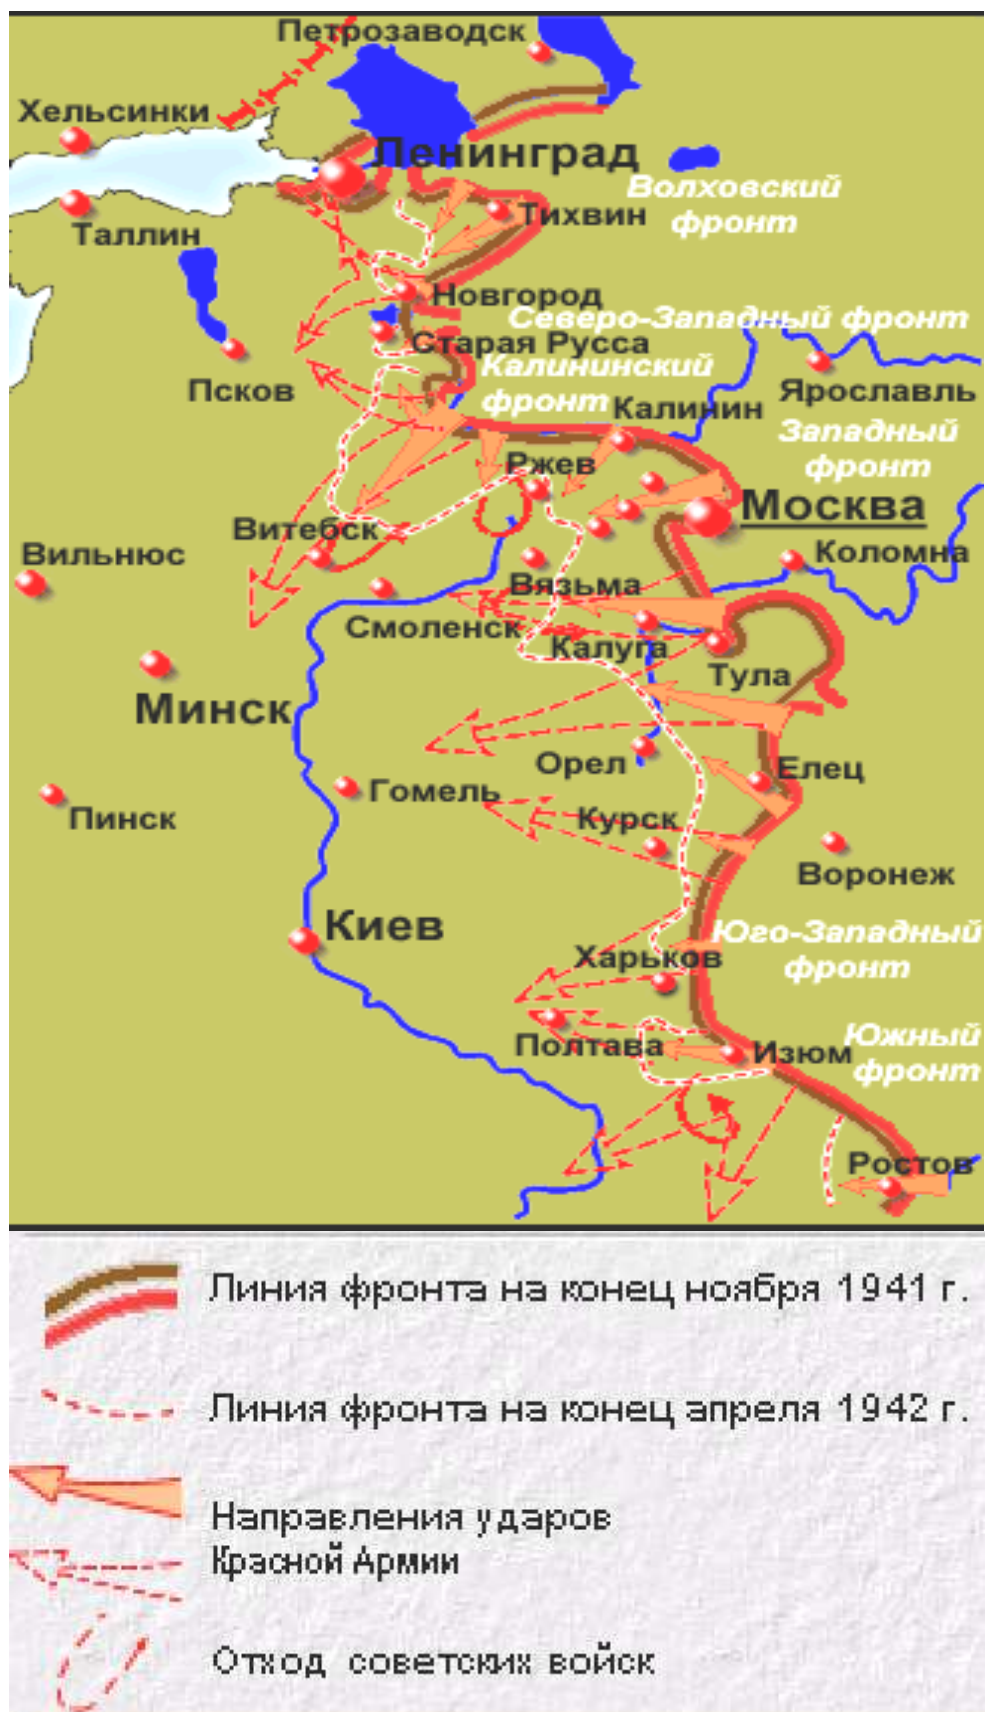 Петрозаводск
Хельсинки
Ленинград
Волховский
фронт
Тихвин
Таллин
Новгород
Северо-Западный фронт
Старая Русса
Калининский
фронт
Псков
Ярославль
Калинин
Западный
фронт
Ржев
Москва
Витебск
Вильнюс
Коломна
Вязьма
Смоленск
Калуга
Тула
Минск
Орел
Елец
Гомель
Пинск
Курск
Воронеж
Киев
Юго-Западный
фронт
Харьков
Полтава
Изюм
Южный
фронт
Ростов
Линия фронта на конец ноября 1941 г.
Линия фронта на конец апреля 1942 г.
Направления ударов
Красной Армии
Отход советских войск